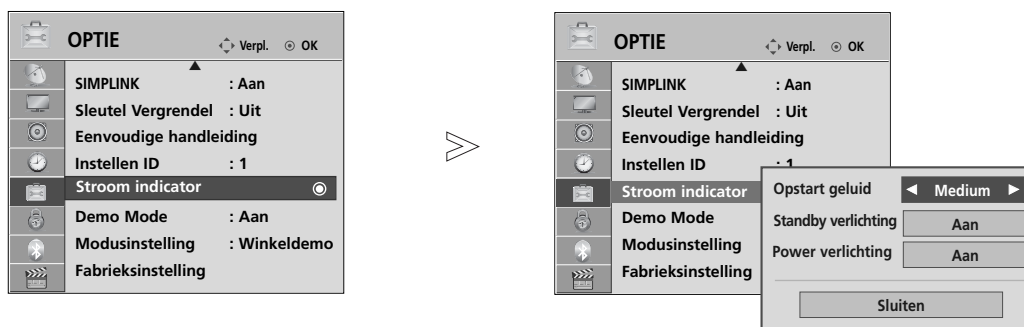 OPTIE Verpl. OK
SIMPLINK : Aan
Sleutel Vergrendel : Uit
Eenvoudige handleiding
Instellen ID : 1
Stroom indicator
Demo Mode : Aan
Modusinstelling : Winkeldemo
Fabrieksinstelling
OPTIE Verpl. OK
SIMPLINK : Aan
Sleutel Vergrendel : Uit
Eenvoudige handleiding
Instellen ID : 1
Stroom indicator
Demo Mode
Modusinstelling
Fabrieksinstelling
Opstart geluid ◄ Medium ►
Standby verlichting Aan
Power verlichting Aan
Sluiten